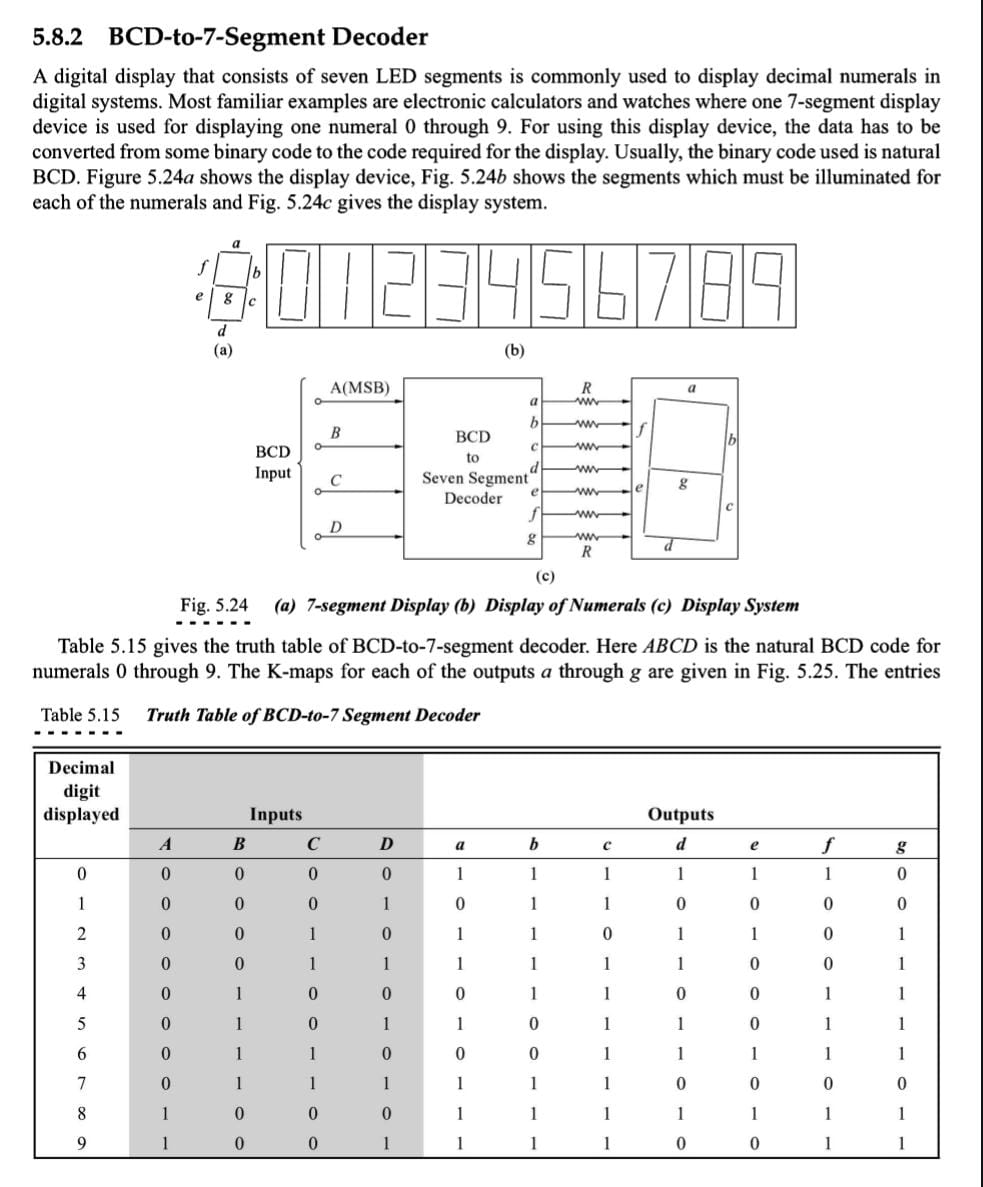 5.8.2 BCD-to-7-Segment Decoder
A digital display that consists of seven LED segments is commonly used to display decimal numerals in
digital systems. Most familiar examples are electronic calculators and watches where one 7-segment display
device is used for displaying one numeral 0 through 9. For using this display device, the data has to be
converted from some binary code to the code required for the display. Usually, the binary code used is natural
BCD. Figure 5.24a shows the display device, Fig. 5.24b shows the segments which must be illuminated for
each of the numerals and Fig. 5.24c gives the display system.
a
f b
e g c
d
0 1 2 3 4 5 6 7 8 9
(a) (b)
A(MSB)
B
C
D
BCD
Input
BCD
to
Seven Segment
Decoder
a
b
c
d
e
f
g
R
R
a
f b
g
e c
d
(c)
Fig. 5.24 (a) 7-segment Display (b) Display of Numerals (c) Display System
Table 5.15 gives the truth table of BCD-to-7-segment decoder. Here ABCD is the natural BCD code for
numerals 0 through 9. The K-maps for each of the outputs a through g are given in Fig. 5.25. The entries
Table 5.15 Truth Table of BCD-to-7 Segment Decoder
Decimal
digit
displayed Inputs Outputs
A B C D a b c d e f g
0 0 0 0 0 1 1 1 1 1 1 0
1 0 0 0 1 0 1 1 0 0 0 0
2 0 0 1 0 1 1 0 1 1 0 1
3 0 0 1 1 1 1 1 1 0 0 1
4 0 1 0 0 0 1 1 0 0 1 1
5 0 1 0 1 1 0 1 1 0 1 1
6 0 1 1 0 0 0 1 1 1 1 1
7 0 1 1 1 1 1 1 0 0 0 0
8 1 0 0 0 1 1 1 1 1 1 1
9 1 0 0 1 1 1 1 0 0 1 1